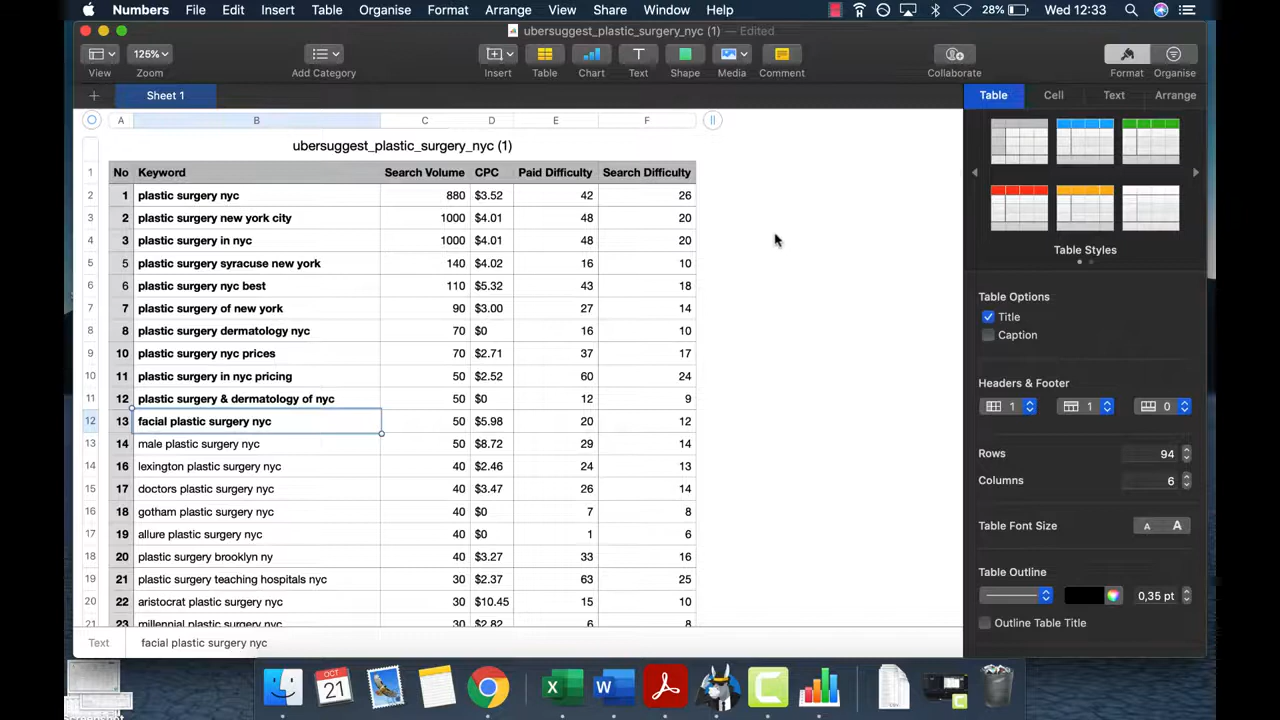 Numbers File Edit Insert Table Organise Format Arrange View Share Window Help 28% Wed 12:33
ubersuggest_plastic_surgery_nyc (1) — Edited
125%
View Zoom Add Category Insert Table Chart Text Shape Media Comment Collaborate Format Organise
Sheet 1
Table Cell Text Arrange
A B C D E F
ubersuggest_plastic_surgery_nyc (1)
1 No Keyword Search Volume CPC Paid Difficulty Search Difficulty
2 1 plastic surgery nyc 880 $3.52 42 26
3 2 plastic surgery new york city 1000 $4.01 48 20
4 3 plastic surgery in nyc 1000 $4.01 48 20
5 5 plastic surgery syracuse new york 140 $4.02 16 10
6 6 plastic surgery nyc best 110 $5.32 43 18
7 7 plastic surgery of new york 90 $3.00 27 14
8 8 plastic surgery dermatology nyc 70 $0 16 10
9 10 plastic surgery nyc prices 70 $2.71 37 17
10 11 plastic surgery in nyc pricing 50 $2.52 60 24
11 12 plastic surgery & dermatology of nyc 50 $0 12 9
12 13 facial plastic surgery nyc 50 $5.98 20 12
13 14 male plastic surgery nyc 50 $8.72 29 14
14 16 lexington plastic surgery nyc 40 $2.46 24 13
15 17 doctors plastic surgery nyc 40 $3.47 26 14
16 18 gotham plastic surgery nyc 40 $0 7 8
17 19 allure plastic surgery nyc 40 $0 1 6
18 20 plastic surgery brooklyn ny 40 $3.27 33 16
19 21 plastic surgery teaching hospitals nyc 30 $2.37 63 25
20 22 aristocrat plastic surgery nyc 30 $10.45 15 10
21 23 millennial plastic surgery nyc 30 $2.82 6 8
Table Styles
Table Options
Title
Caption
Headers & Footer
1 1 0
Rows 94
Columns 6
Table Font Size A A
Table Outline
0,35 pt
Outline Table Title
Text facial plastic surgery nyc
OCT
21
X W